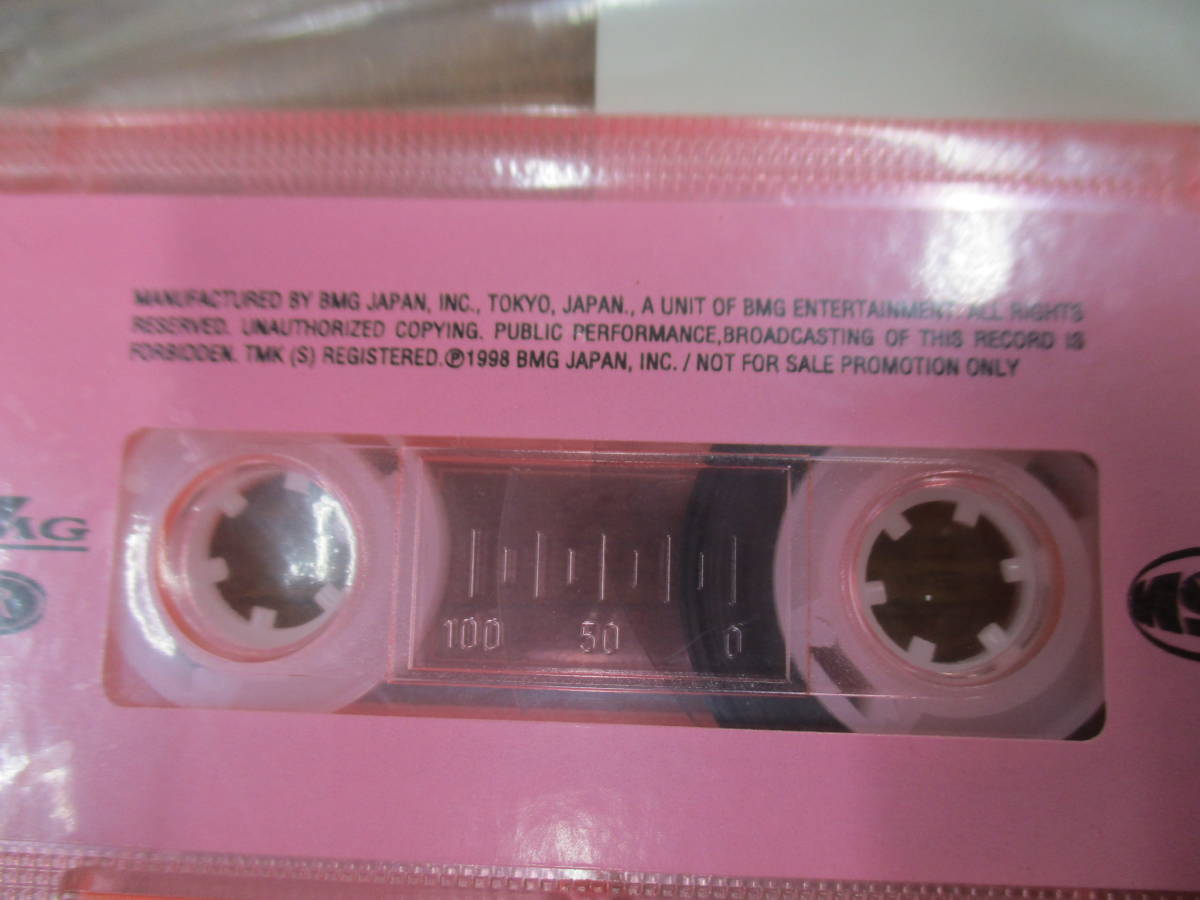 MANUFACTURED BY BMG JAPAN, INC., TOKYO, JAPAN., A UNIT OF BMG ENTERTAINMENT. ALL RIGHTS
RESERVED. UNAUTHORIZED COPYING. PUBLIC PERFORMANCE,BROADCASTING OF THIS RECORD IS
FORBIDDEN. TMK (S) REGISTERED.℗1998 BMG JAPAN, INC. / NOT FOR SALE PROMOTION ONLY
BMG
R
100 50 0